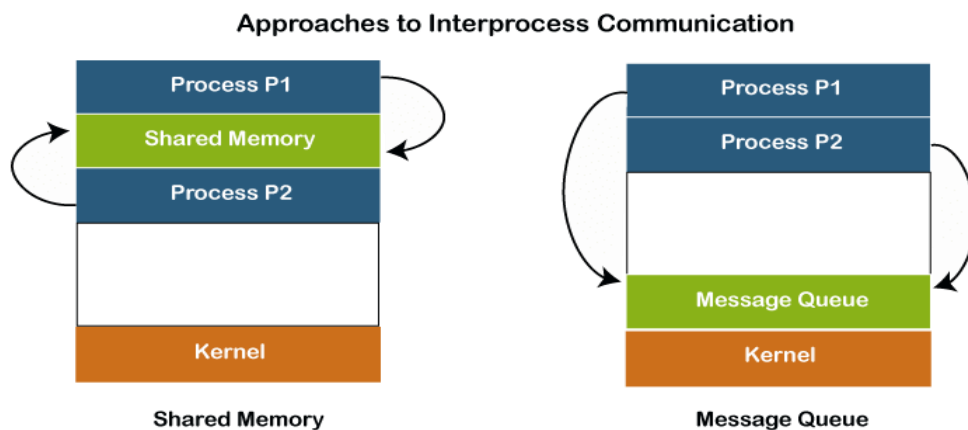 Approaches to Interprocess Communication
Process P1
Shared Memory
Process P2
Kernel
Shared Memory
Process P1
Process P2
Message Queue
Kernel
Message Queue